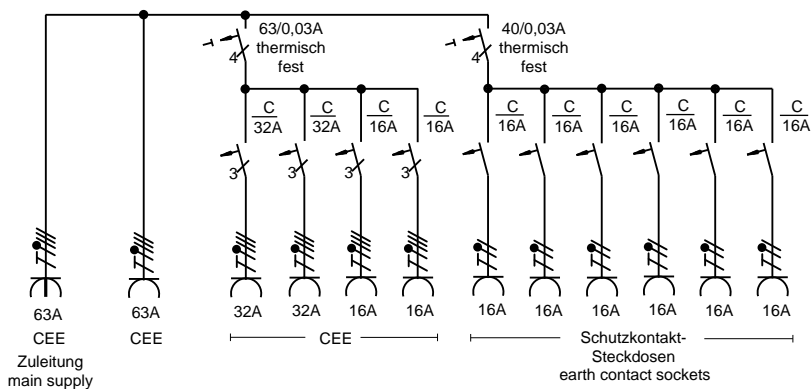 63/0,03A
thermisch
fest
4
40/0,03A
thermisch
fest
4
C C C C C C C C C C
32A 32A 16A 16A 16A 16A 16A 16A 16A 16A
3 3 3 3
63A 63A 32A 32A 16A 16A 16A 16A 16A 16A 16A 16A
CEE CEE CEE Schutzkontakt-
Zuleitung Steckdosen
main supply earth contact sockets